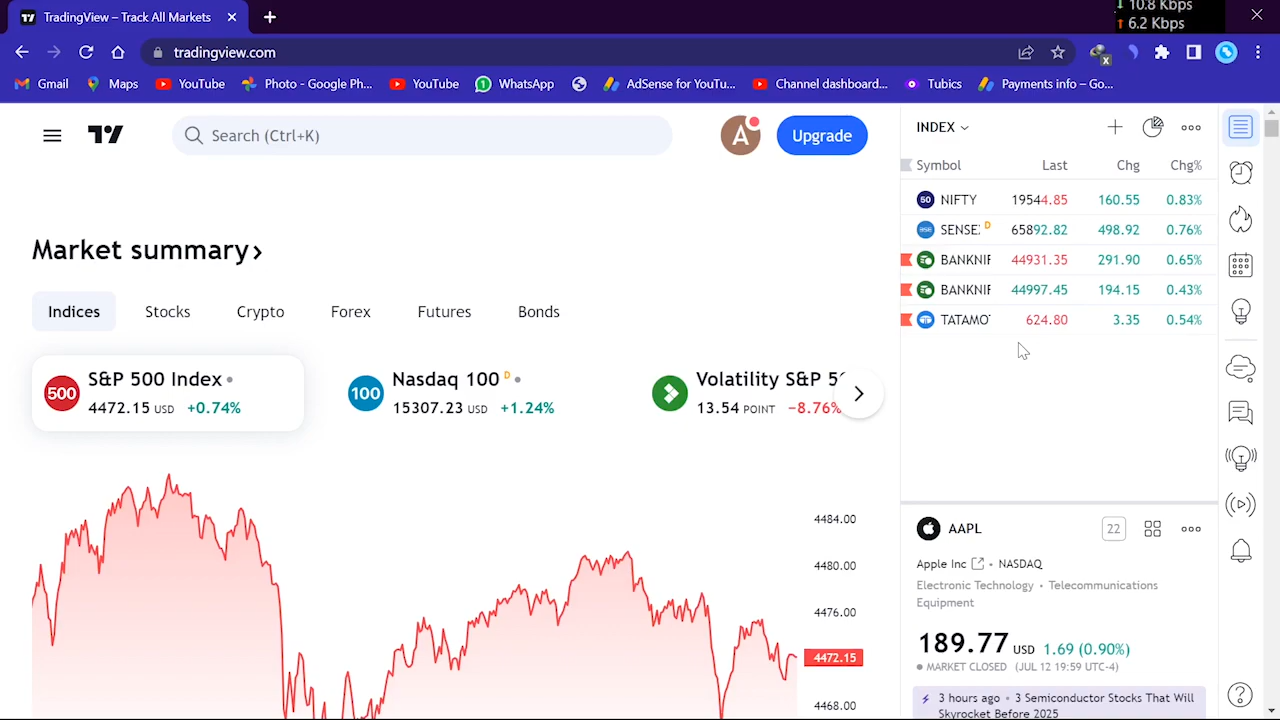 TradingView — Track All Markets
10.8 Kbps
6.2 Kbps
tradingview.com
Gmail
Maps
YouTube
Photo - Google Ph...
YouTube
WhatsApp
AdSense for YouTu...
Channel dashboard...
Tubics
Payments info – Go...
Search (Ctrl+K)
A
Upgrade
Market summary
Indices
Stocks
Crypto
Forex
Futures
Bonds
500
S&P 500 Index
4472.15 USD +0.74%
100
Nasdaq 100 D
15307.23 USD +1.24%
Volatility S&P 50
13.54 POINT −8.76%
4484.00
4480.00
4476.00
4472.15
4468.00
INDEX
Symbol Last Chg Chg%
50 NIFTY 19544.85 160.55 0.83%
BSE SENSE D 65892.82 498.92 0.76%
BANKNIF 44931.35 291.90 0.65%
BANKNIF 44997.45 194.15 0.43%
TATAMO 624.80 3.35 0.54%
AAPL
22
Apple Inc • NASDAQ
Electronic Technology • Telecommunications
Equipment
189.77 USD 1.69 (0.90%)
MARKET CLOSED (JUL 12 19:59 UTC-4)
3 hours ago • 3 Semiconductor Stocks That Will
Skyrocket Before 2025